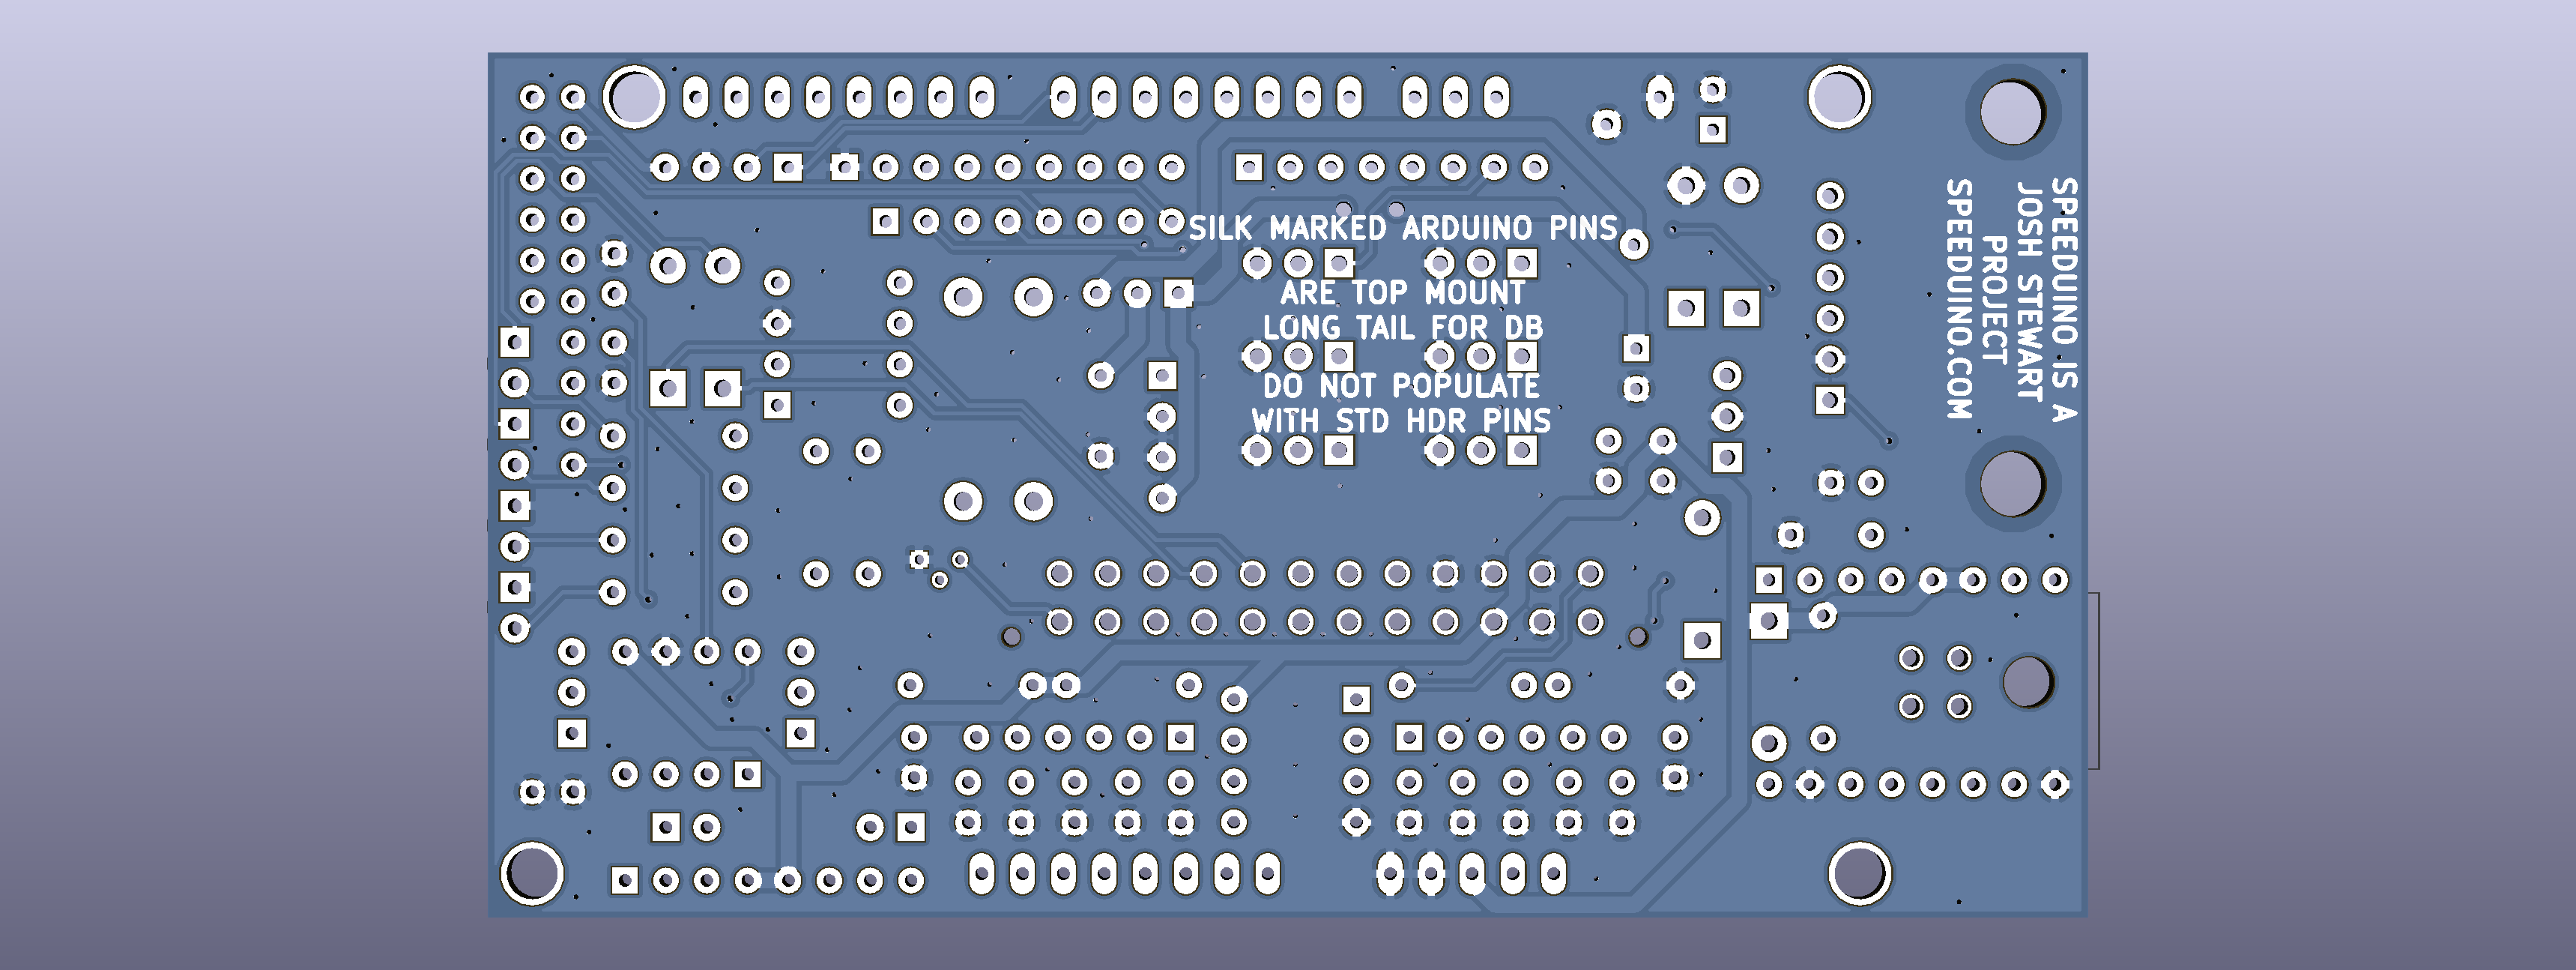 SILK MARKED ARDUINO PINS
ARE TOP MOUNT
LONG TAIL FOR DB
DO NOT POPULATE
WITH STD HDR PINS
SPEEDUINO IS A
JOSH STEWART
PROJECT
SPEEDUINO.COM